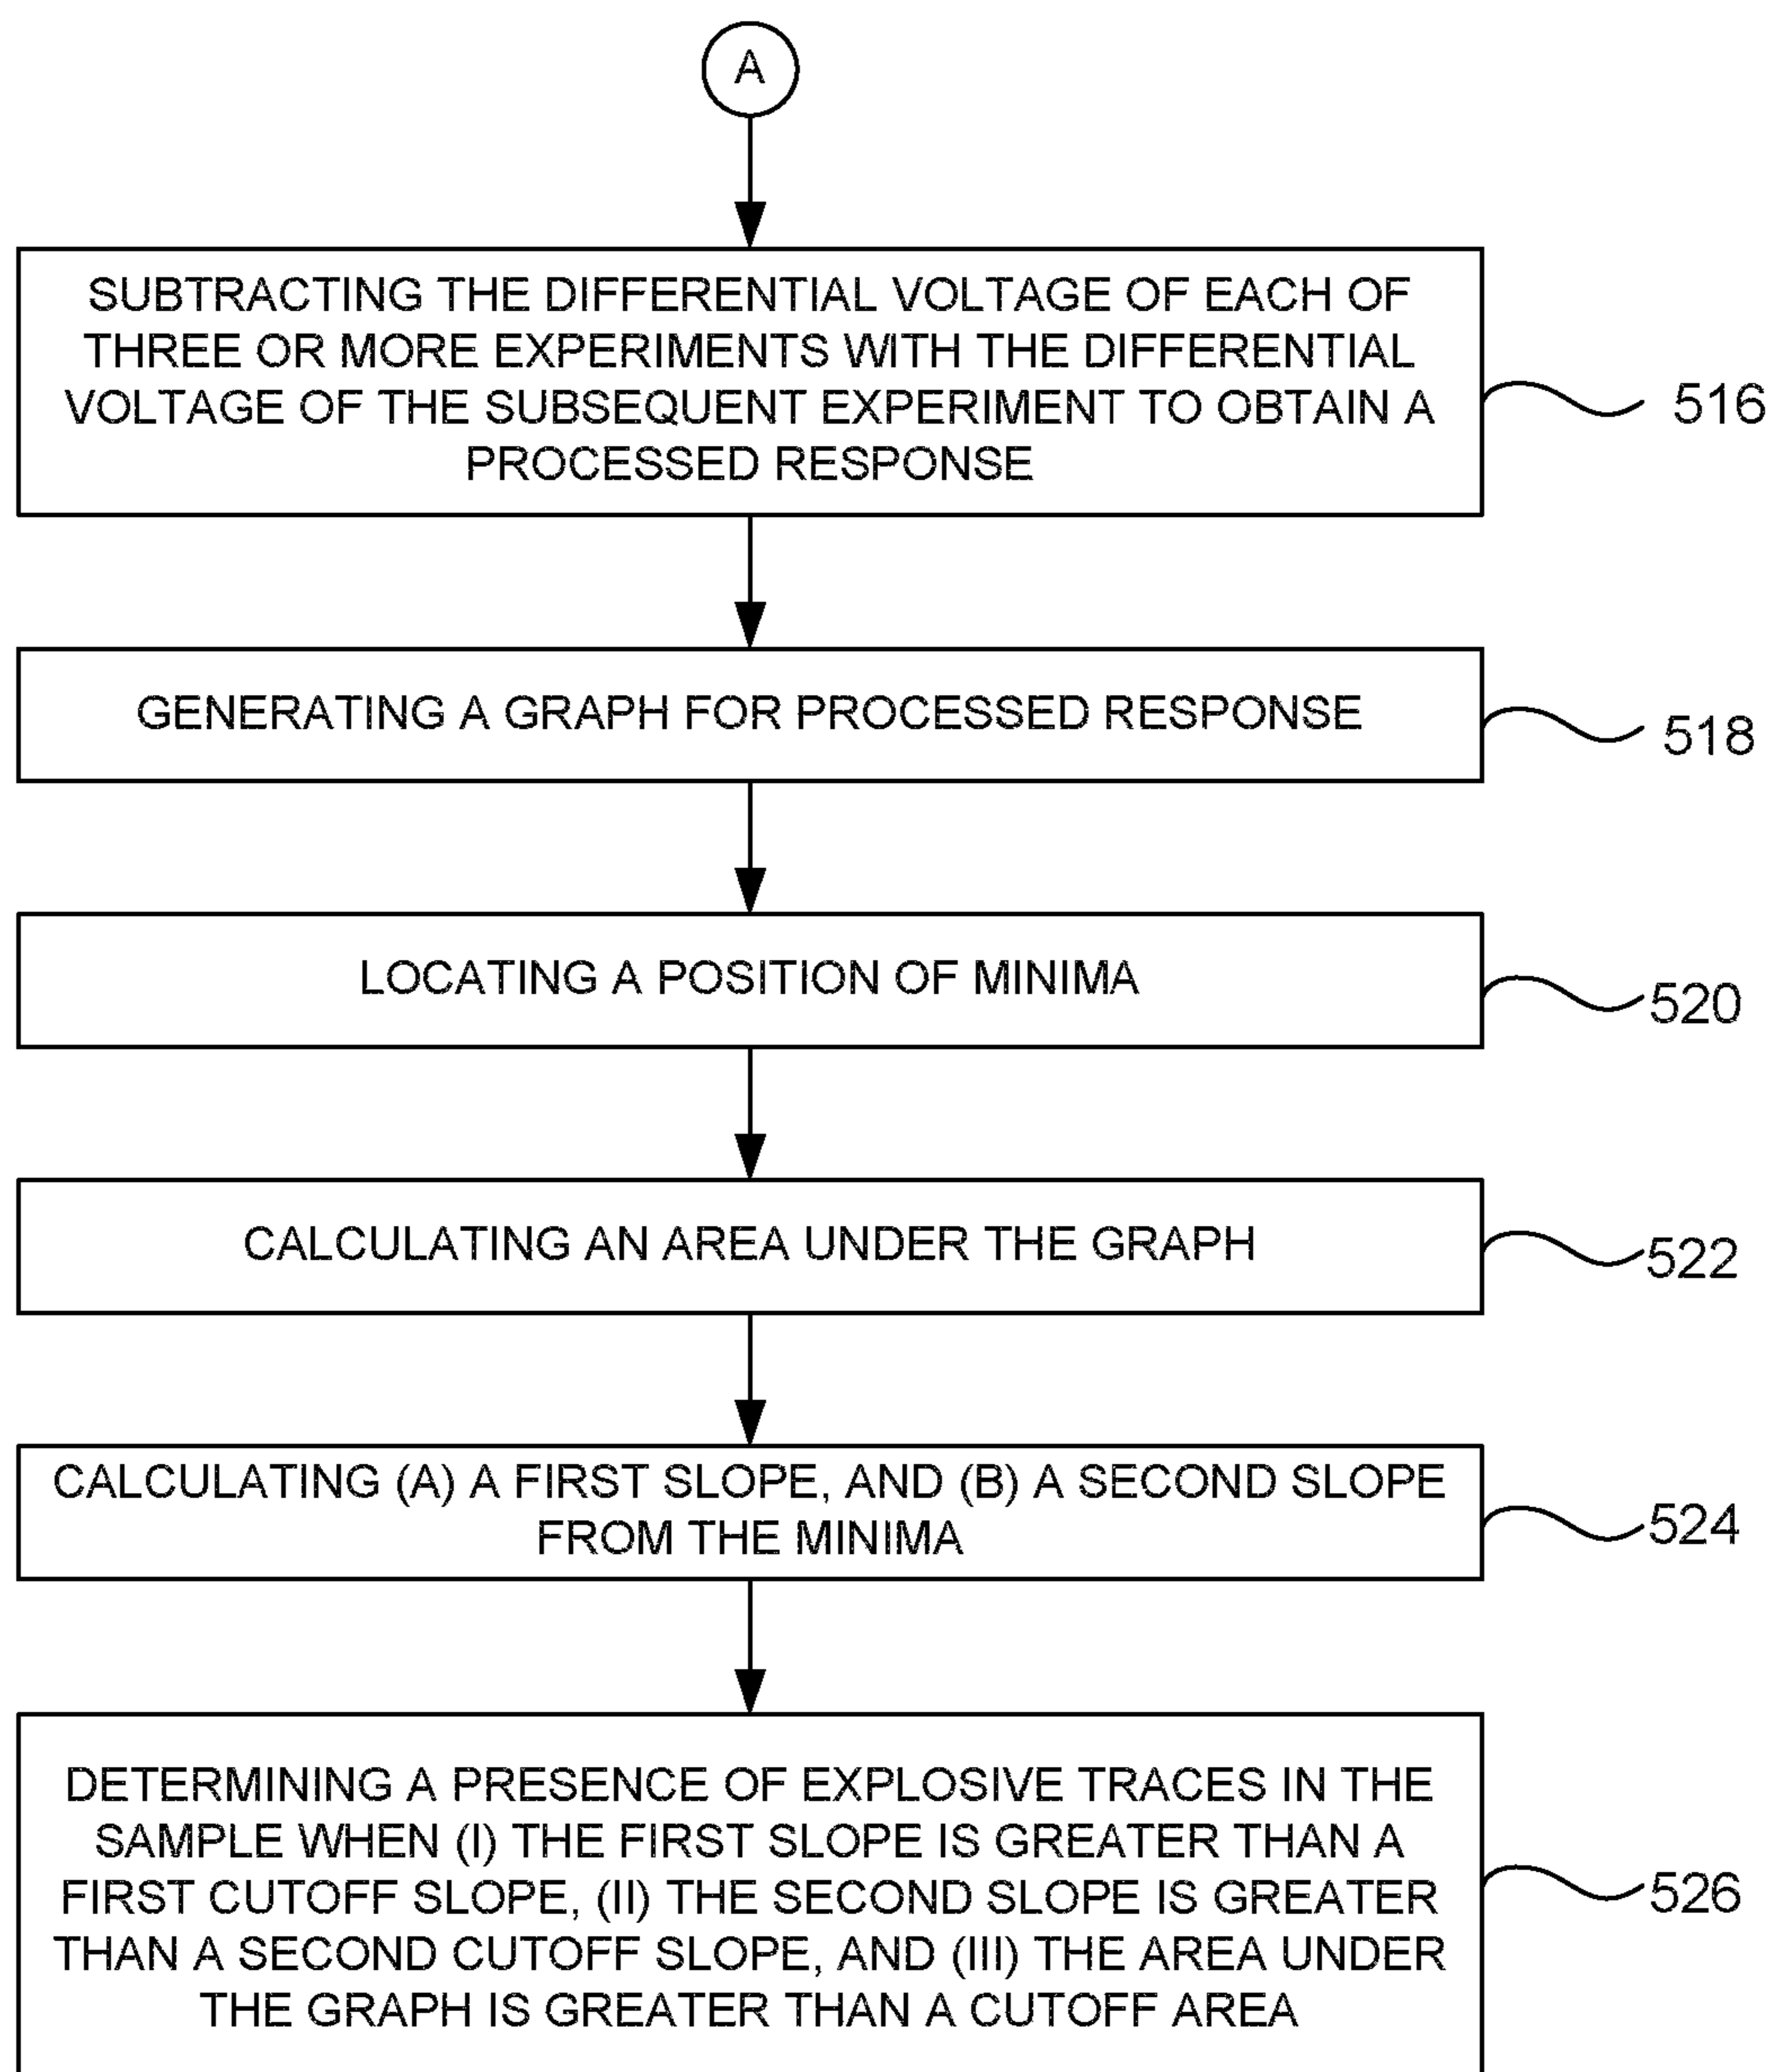 A
SUBTRACTING THE DIFFERENTIAL VOLTAGE OF EACH OF
THREE OR MORE EXPERIMENTS WITH THE DIFFERENTIAL
VOLTAGE OF THE SUBSEQUENT EXPERIMENT TO OBTAIN A
PROCESSED RESPONSE
516
GENERATING A GRAPH FOR PROCESSED RESPONSE
518
LOCATING A POSITION OF MINIMA
520
CALCULATING AN AREA UNDER THE GRAPH
522
CALCULATING (A) A FIRST SLOPE, AND (B) A SECOND SLOPE
FROM THE MINIMA
524
DETERMINING A PRESENCE OF EXPLOSIVE TRACES IN THE
SAMPLE WHEN (I) THE FIRST SLOPE IS GREATER THAN A
FIRST CUTOFF SLOPE, (II) THE SECOND SLOPE IS GREATER
THAN A SECOND CUTOFF SLOPE, AND (III) THE AREA UNDER
THE GRAPH IS GREATER THAN A CUTOFF AREA
526